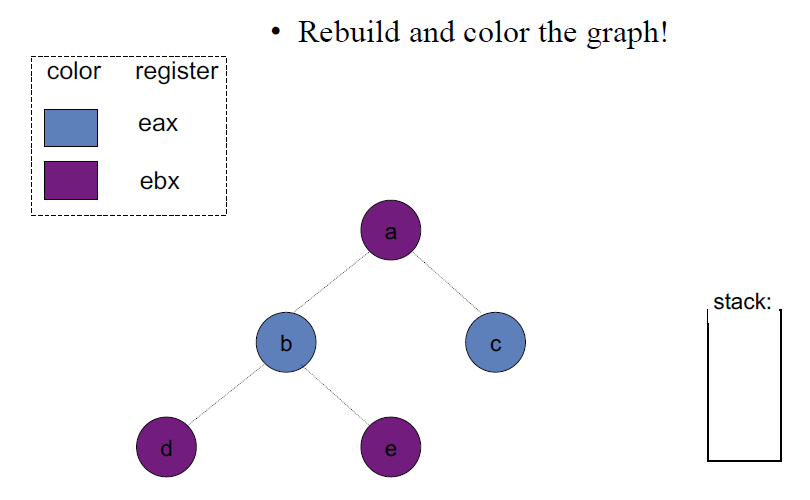 • Rebuild and color the graph!
color register
eax
ebx
a
b
c
d
e
stack: